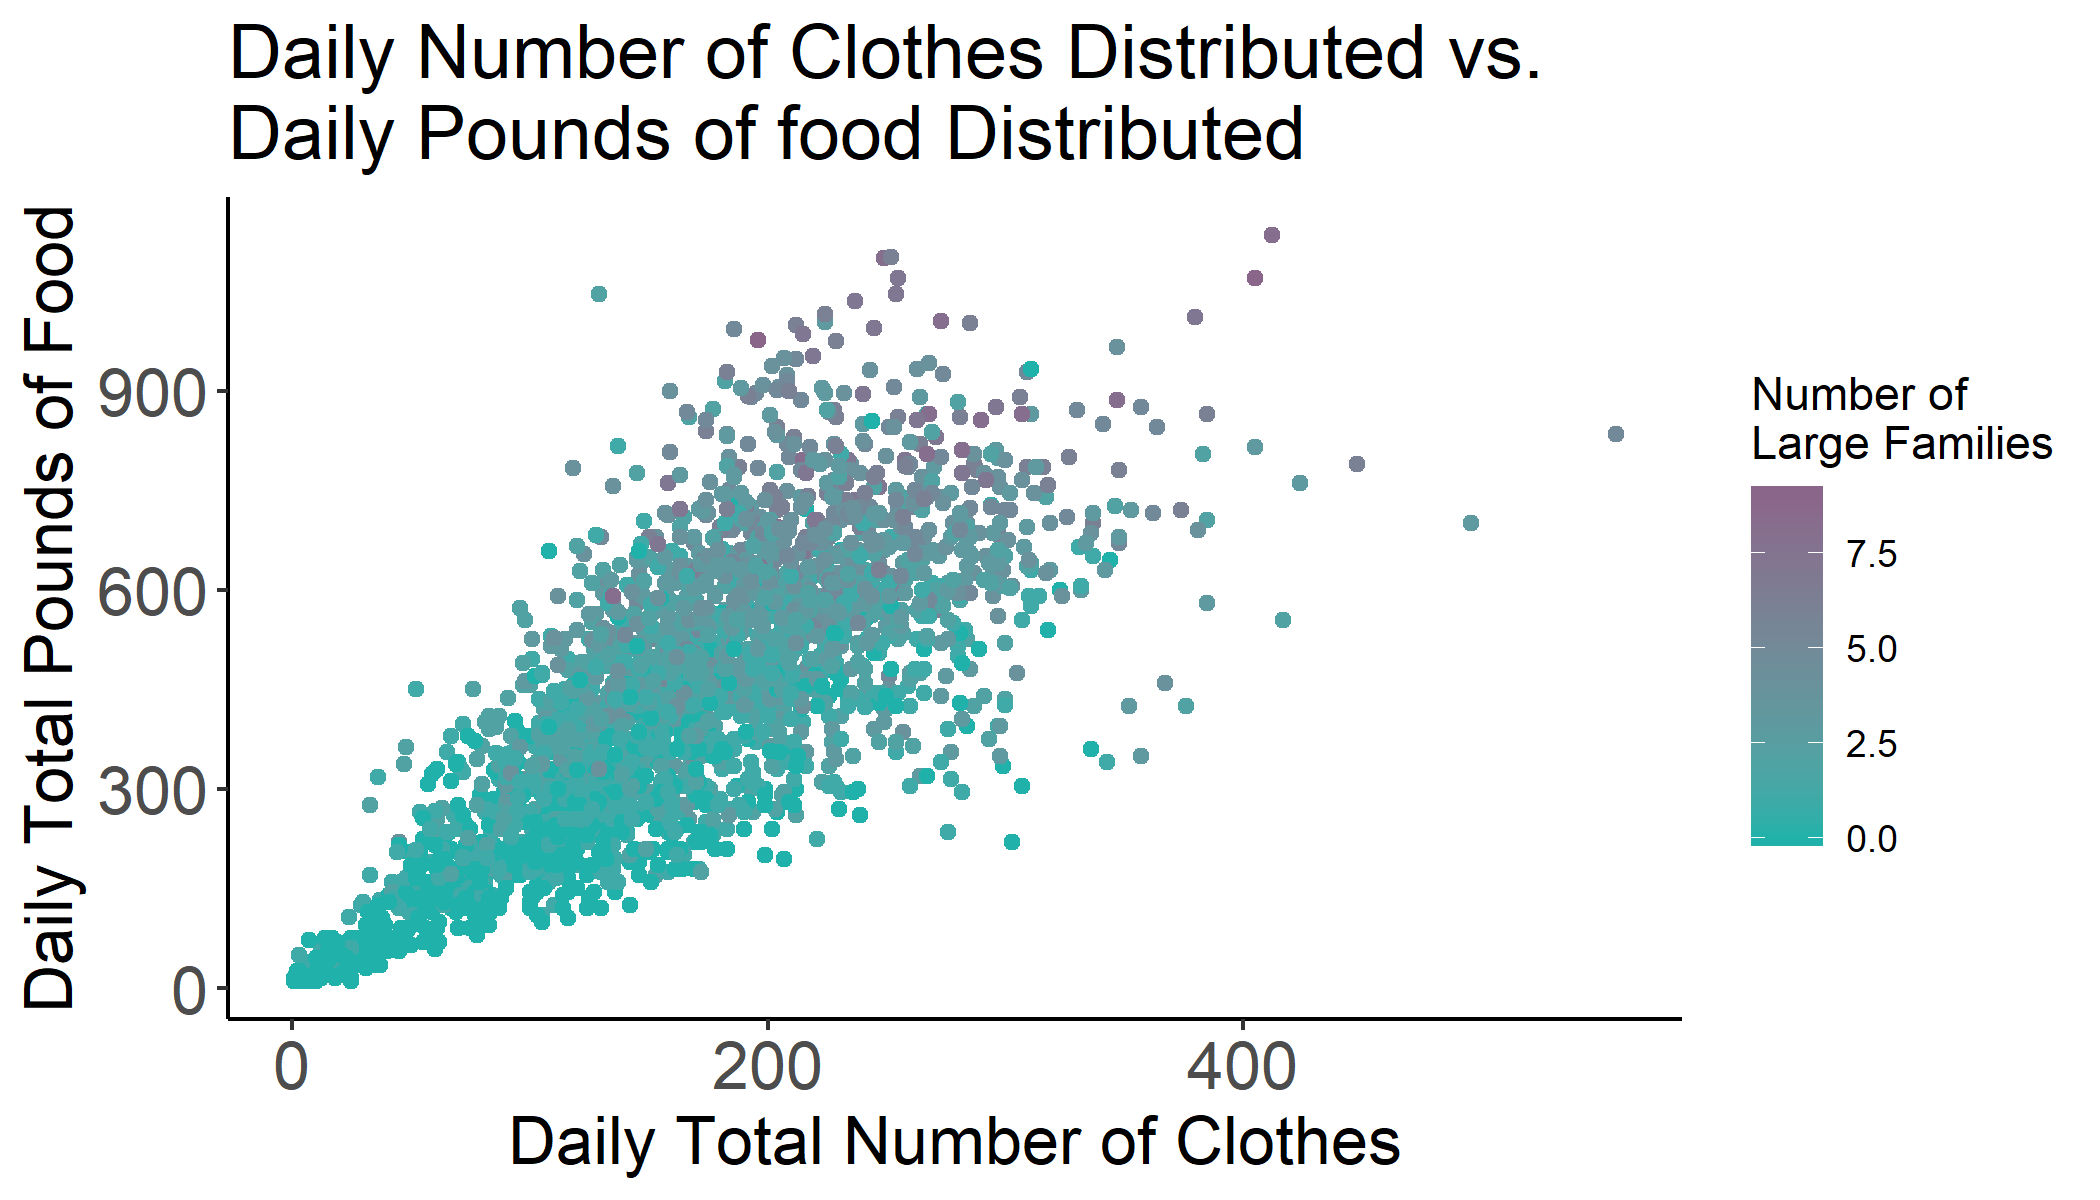 Daily Number of Clothes Distributed vs.
Daily Pounds of food Distributed
Daily Total Pounds of Food
900
600
300
0
0
200
400
Daily Total Number of Clothes
Number of
Large Families
7.5
5.0
2.5
0.0